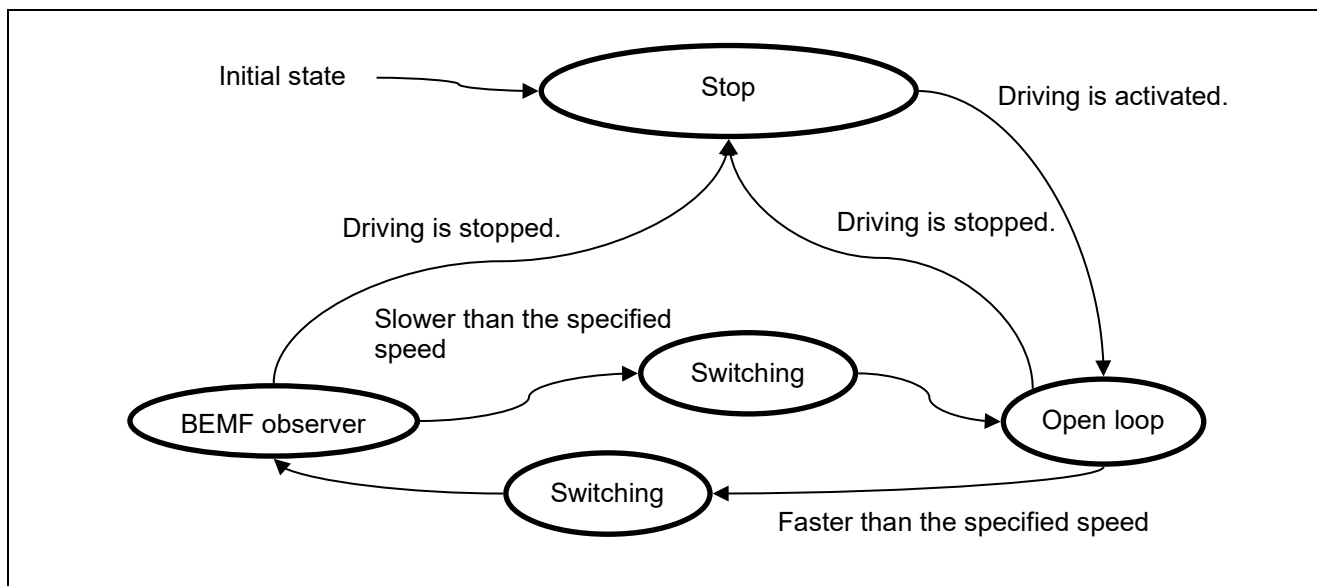 Initial state
Stop
Driving is activated.
Driving is stopped.
Driving is stopped.
Slower than the specified
speed
Switching
BEMF observer
Open loop
Switching
Faster than the specified speed